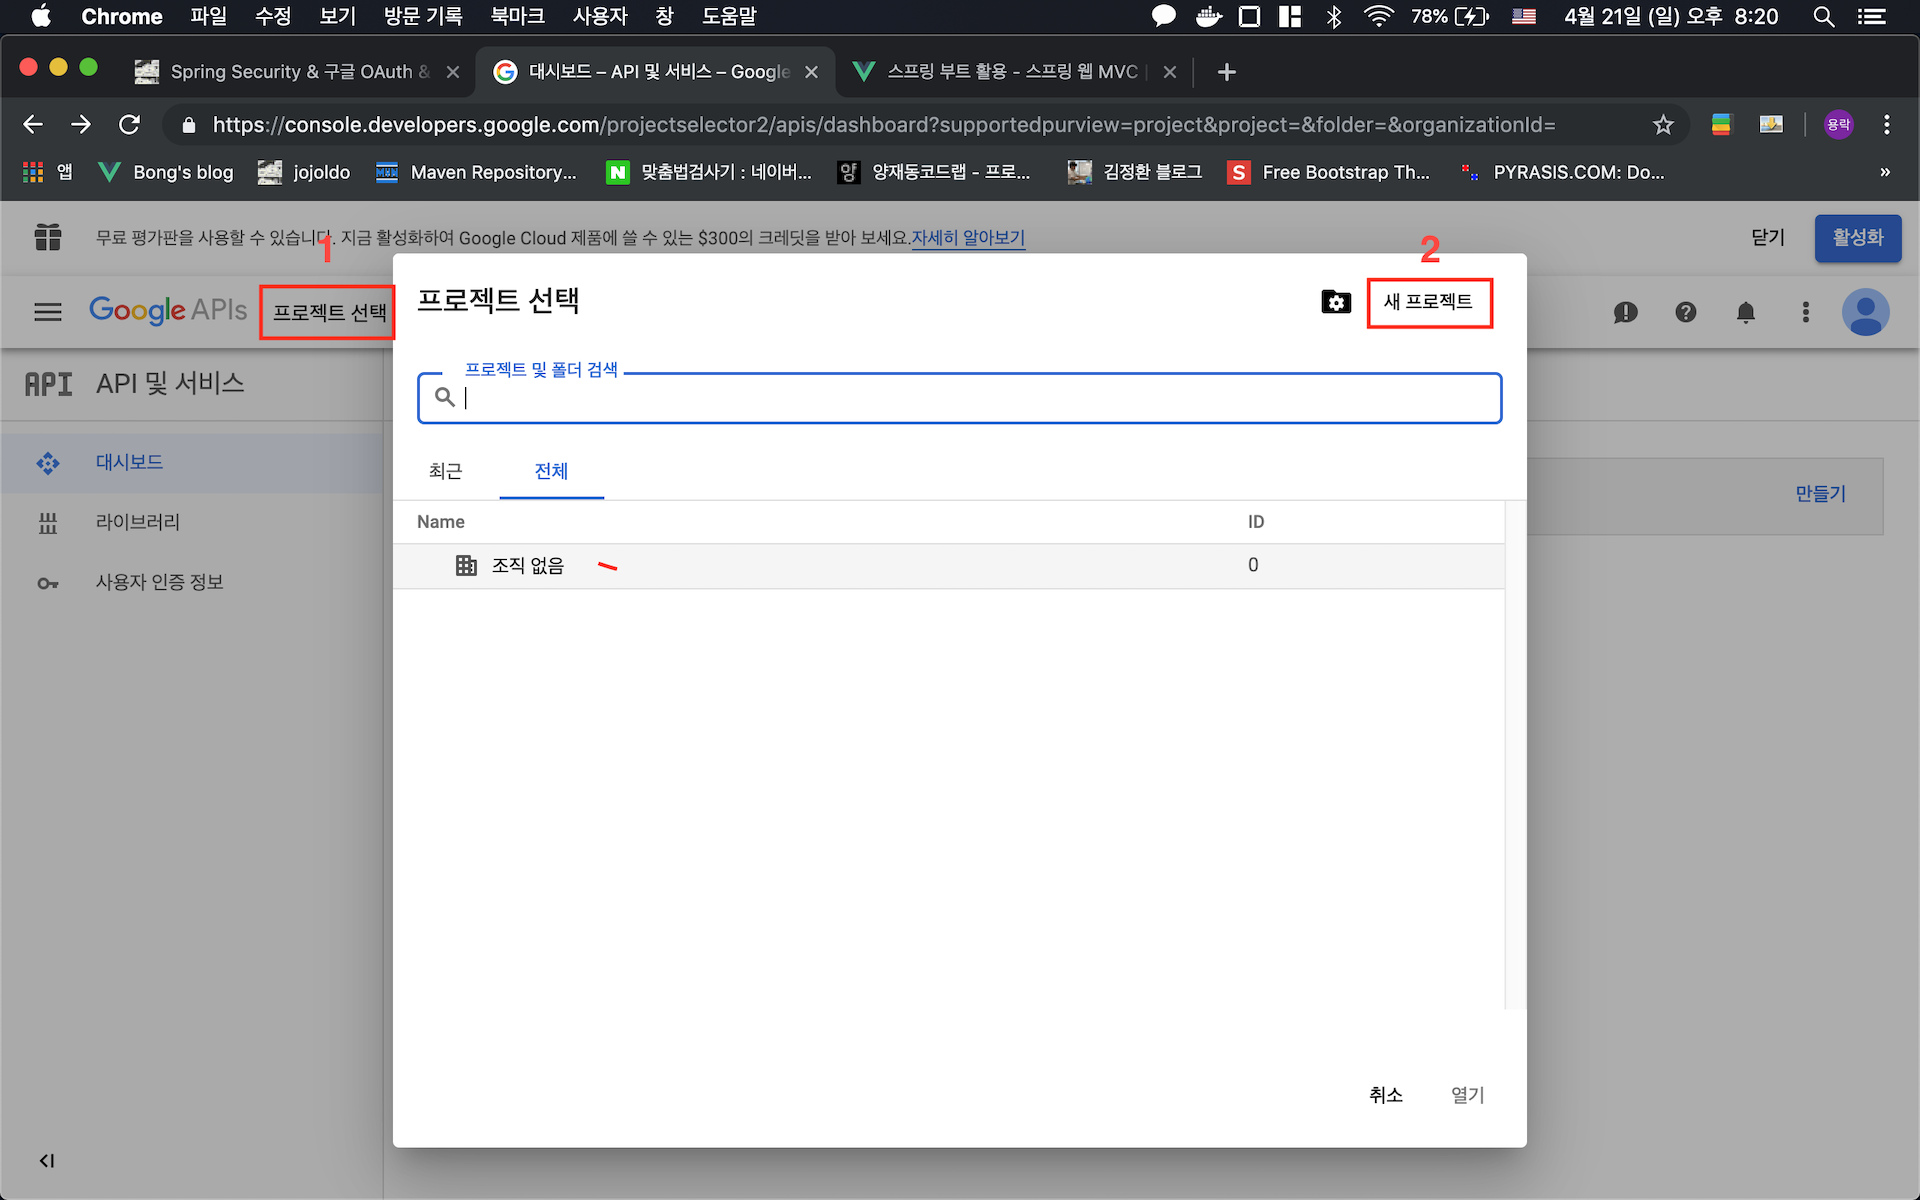 Chrome 파일 수정 보기 방문 기록 북마크 사용자 창 도움말 78% 4월 21일 (일) 오후 8:20
Spring Security & 구글 OAuth & 대시보드 – API 및 서비스 – Google 스프링 부트 활용 - 스프링 웹 MVC
https://console.developers.google.com/projectselector2/apis/dashboard?supportedpurview=project&project=&folder=&organizationId= 용락
앱 Bong's blog jojoldo Maven Repository... N 맞춤법검사기 : 네이버... 양 양재동코드랩 - 프로... 김정환 블로그 S Free Bootstrap Th... PYRASIS.COM: Do... »
무료 평가판을 사용할 수 있습니다. 지금 활성화하여 Google Cloud 제품에 쓸 수 있는 $300의 크레딧을 받아 보세요.자세히 알아보기 닫기 활성화
1 2
Google APIs 프로젝트 선택
프로젝트 선택 새 프로젝트
프로젝트 및 폴더 검색
API API 및 서비스
대시보드
라이브러리
사용자 인증 정보
최근 전체
만들기
Name ID
조직 없음 0
취소 열기